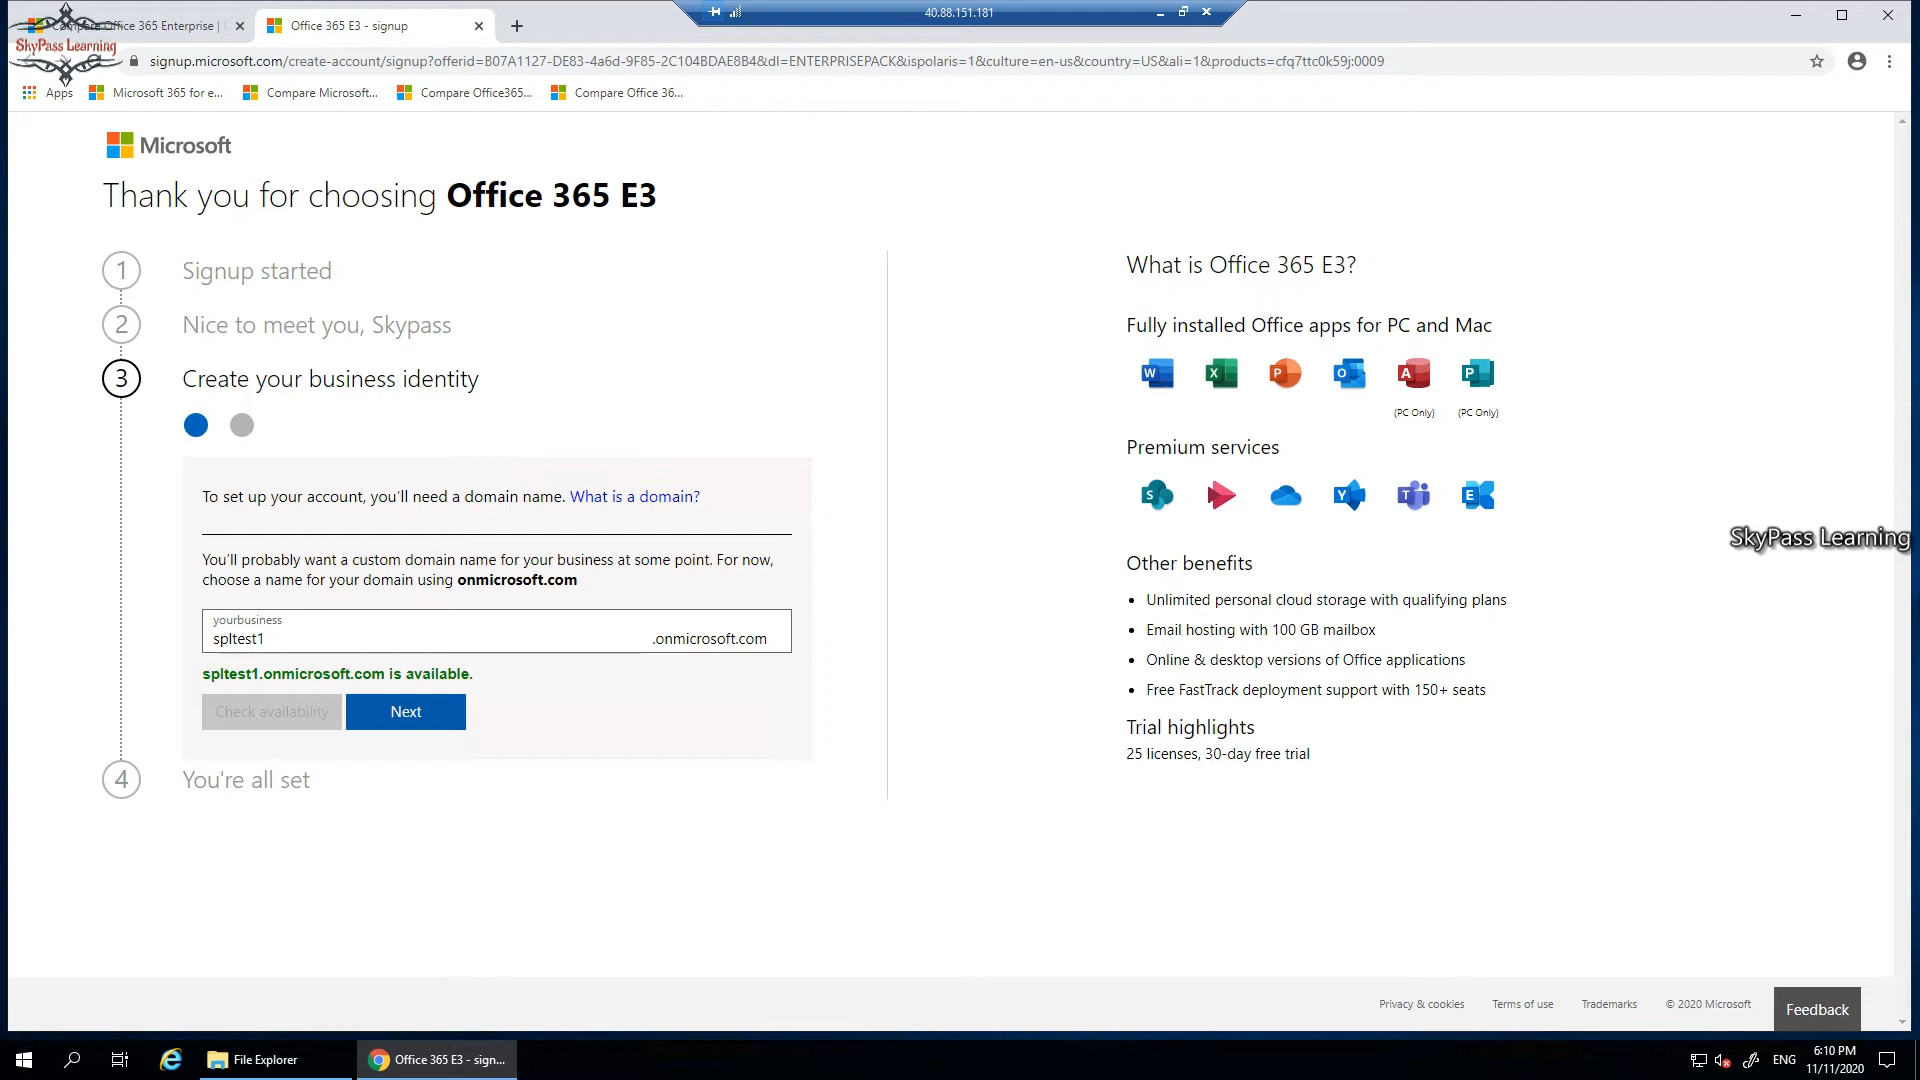 Compare Office 365 Enterprise |
Office 365 E3 - signup
40.88.151.181
SkyPass Learning
signup.microsoft.com/create-account/signup?offerid=B07A1127-DE83-4a6d-9F85-2C104BDAE8B4&dl=ENTERPRISEPACK&ispolaris=1&culture=en-us&country=US&ali=1&products=cfq7ttc0k59j:0009
Apps
Microsoft 365 for e...
Compare Microsoft...
Compare Office365...
Compare Office 36...
Microsoft
Thank you for choosing Office 365 E3
1 Signup started
2 Nice to meet you, Skypass
3 Create your business identity
To set up your account, you'll need a domain name. What is a domain?
You'll probably want a custom domain name for your business at some point. For now,
choose a name for your domain using onmicrosoft.com
yourbusiness
spltest1 .onmicrosoft.com
spltest1.onmicrosoft.com is available.
Check availability Next
4 You're all set
What is Office 365 E3?
Fully installed Office apps for PC and Mac
W X P O A P
(PC Only) (PC Only)
Premium services
S Y T E
Other benefits
• Unlimited personal cloud storage with qualifying plans
• Email hosting with 100 GB mailbox
• Online & desktop versions of Office applications
• Free FastTrack deployment support with 150+ seats
Trial highlights
25 licenses, 30-day free trial
SkyPass Learning
Privacy & cookies Terms of use Trademarks © 2020 Microsoft Feedback
File Explorer
Office 365 E3 - sign...
ENG
6:10 PM
11/11/2020